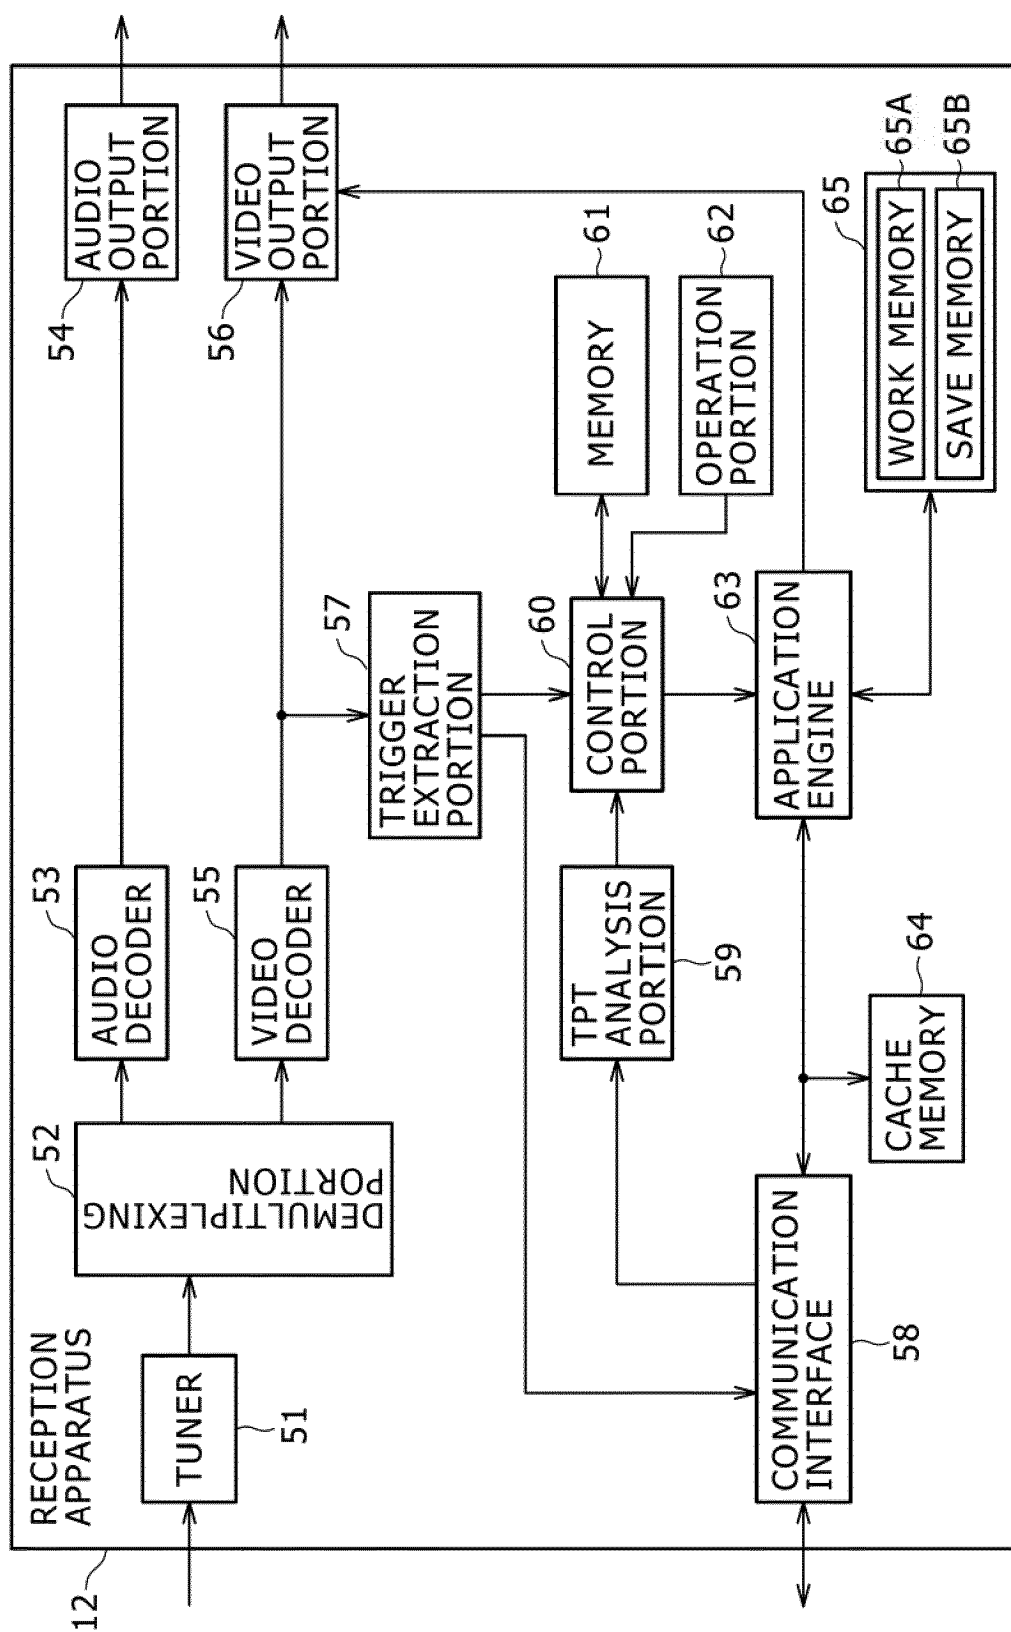 12
RECEPTION
APPARATUS
TUNER
51
52
DEMULTIPLEXING
PORTION
53
AUDIO
DECODER
54
AUDIO
OUTPUT
PORTION
55
VIDEO
DECODER
56
VIDEO
OUTPUT
PORTION
57
TRIGGER
EXTRACTION
PORTION
TPT
ANALYSIS
PORTION
59
60
CONTROL
PORTION
MEMORY
61
OPERATION
PORTION
62
COMMUNICATION
INTERFACE
58
CACHE
MEMORY
64
63
APPLICATION
ENGINE
65
WORK MEMORY
65A
SAVE MEMORY
65B